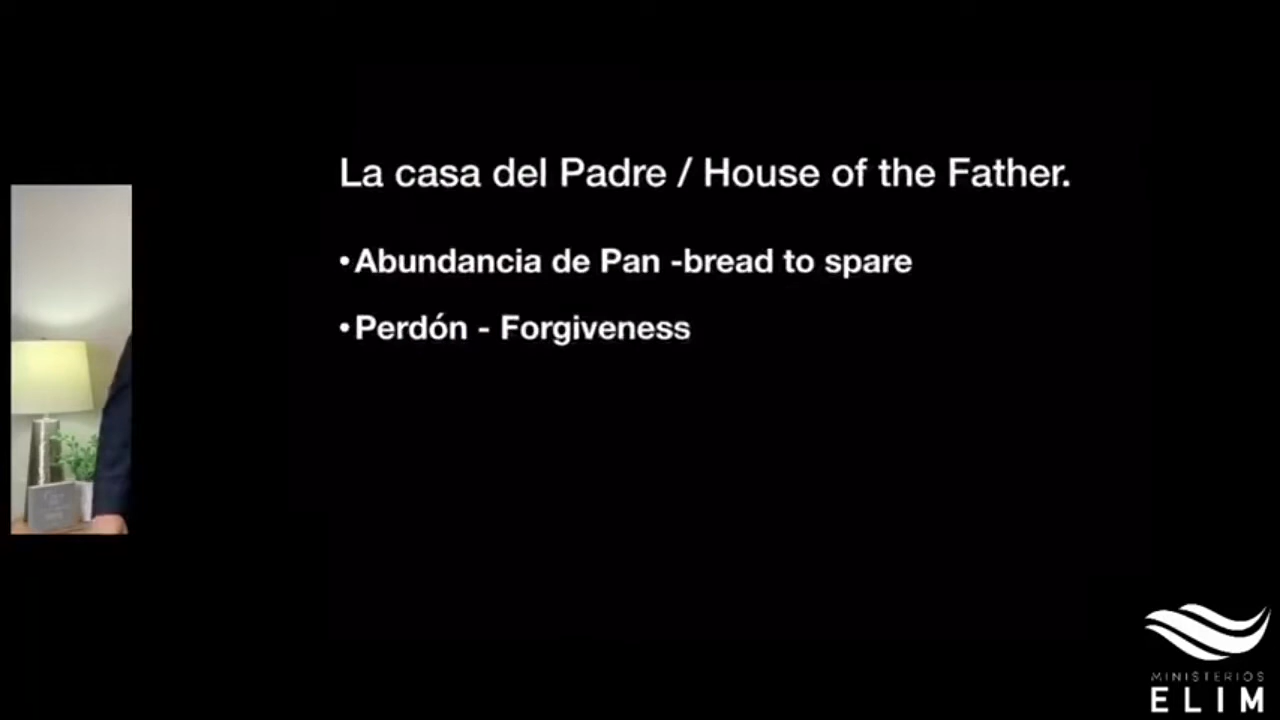 La casa del Padre / House of the Father.
•Abundancia de Pan -bread to spare
•Perdón - Forgiveness
MINISTERIOS
ELIM